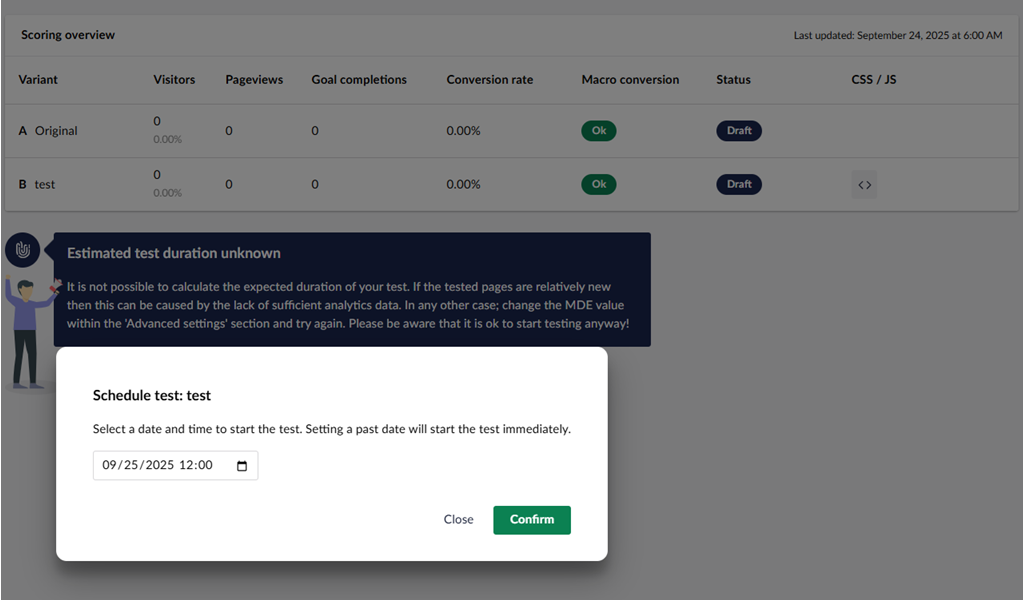 Scoring overview
Last updated: September 24, 2025 at 6:00 AM
Variant Visitors Pageviews Goal completions Conversion rate Macro conversion Status CSS / JS
A Original 0 0 0 0.00% Ok Draft
0.00%
B test 0 0 0 0.00% Ok Draft <>
0.00%
Estimated test duration unknown
It is not possible to calculate the expected duration of your test. If the tested pages are relatively new
then this can be caused by the lack of sufficient analytics data. In any other case; change the MDE value
within the 'Advanced settings' section and try again. Please be aware that it is ok to start testing anyway!
Schedule test: test
Select a date and time to start the test. Setting a past date will start the test immediately.
09/25/2025 12:00
Close Confirm